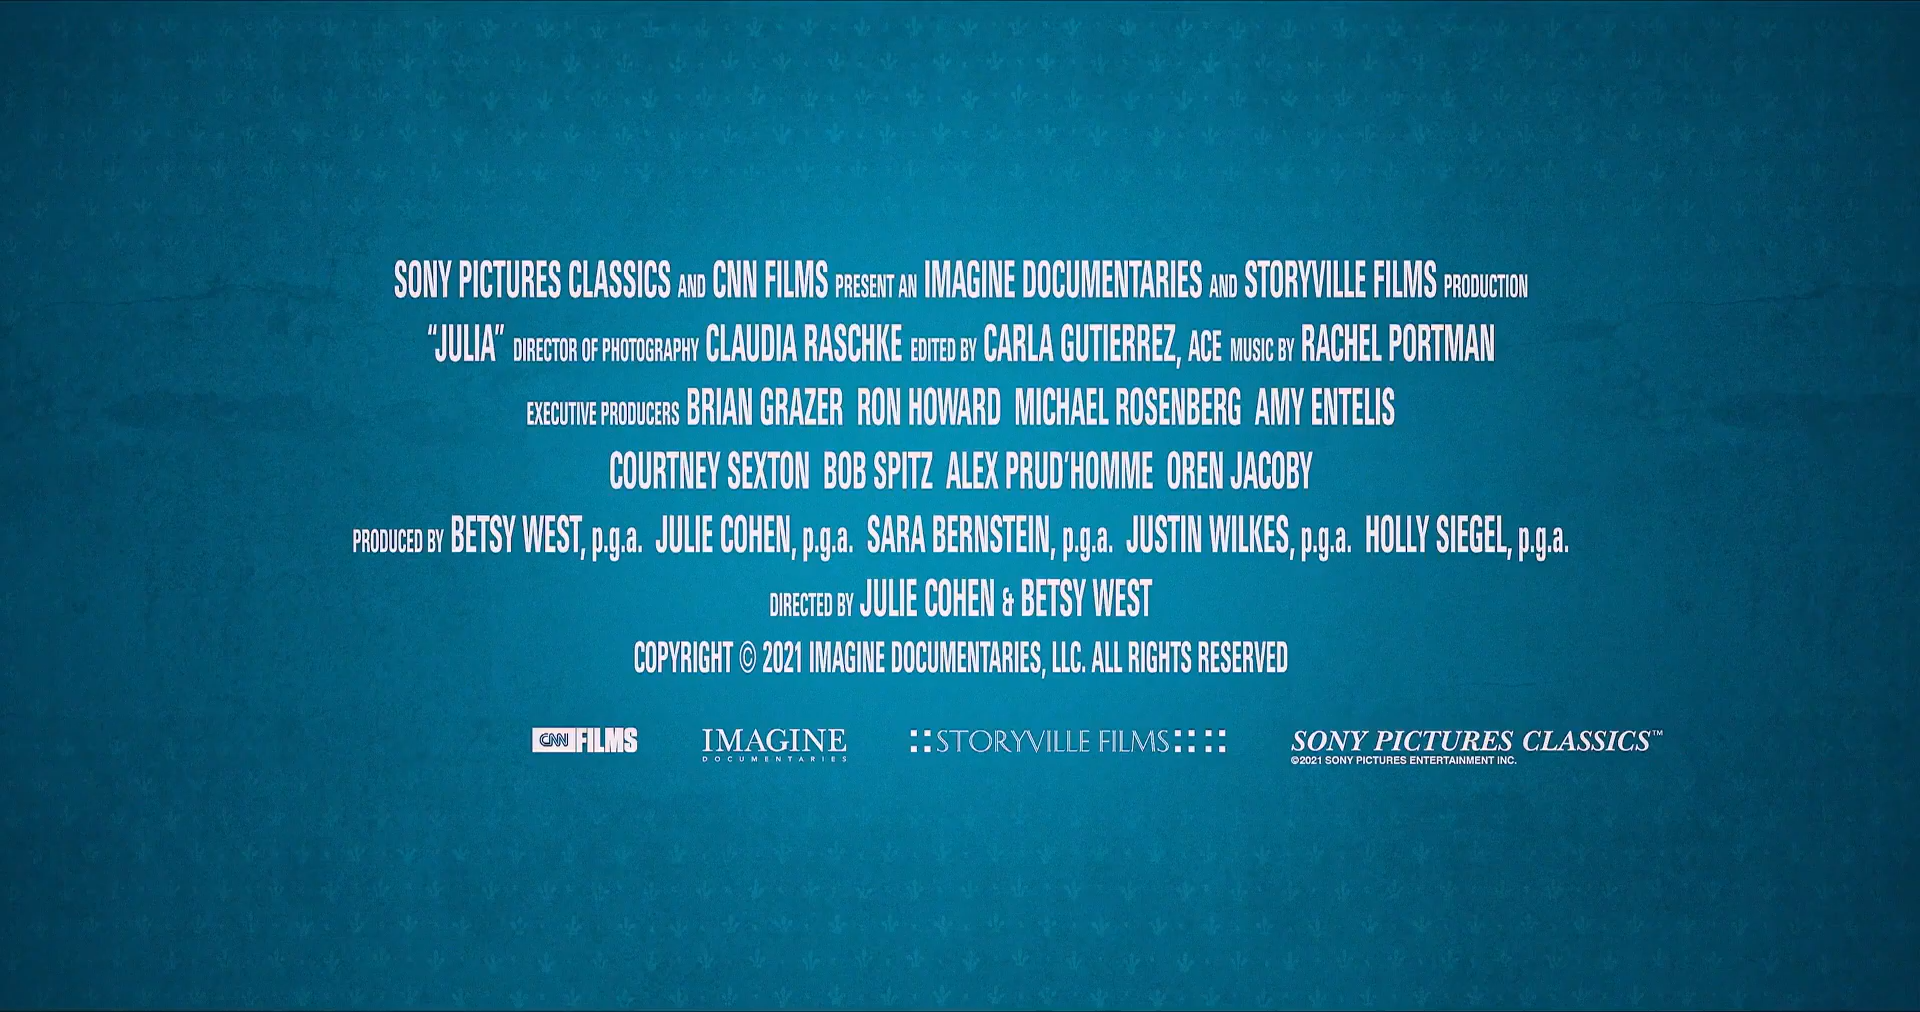 SONY PICTURES CLASSICS AND CNN FILMS PRESENT AN IMAGINE DOCUMENTARIES AND STORYVILLE FILMS PRODUCTION
“JULIA” DIRECTOR OF PHOTOGRAPHY CLAUDIA RASCHKE EDITED BY CARLA GUTIERREZ, ACE MUSIC BY RACHEL PORTMAN
EXECUTIVE PRODUCERS BRIAN GRAZER RON HOWARD MICHAEL ROSENBERG AMY ENTELIS
COURTNEY SEXTON BOB SPITZ ALEX PRUD'HOMME OREN JACOBY
PRODUCED BY BETSY WEST, p.g.a. JULIE COHEN, p.g.a. SARA BERNSTEIN, p.g.a. JUSTIN WILKES, p.g.a. HOLLY SIEGEL, p.g.a.
DIRECTED BY JULIE COHEN & BETSY WEST
COPYRIGHT © 2021 IMAGINE DOCUMENTARIES, LLC. ALL RIGHTS RESERVED
CNN FILMS
IMAGINE
DOCUMENTARIES
STORYVILLE FILMS
SONY PICTURES CLASSICS™
©2021 SONY PICTURES ENTERTAINMENT INC.